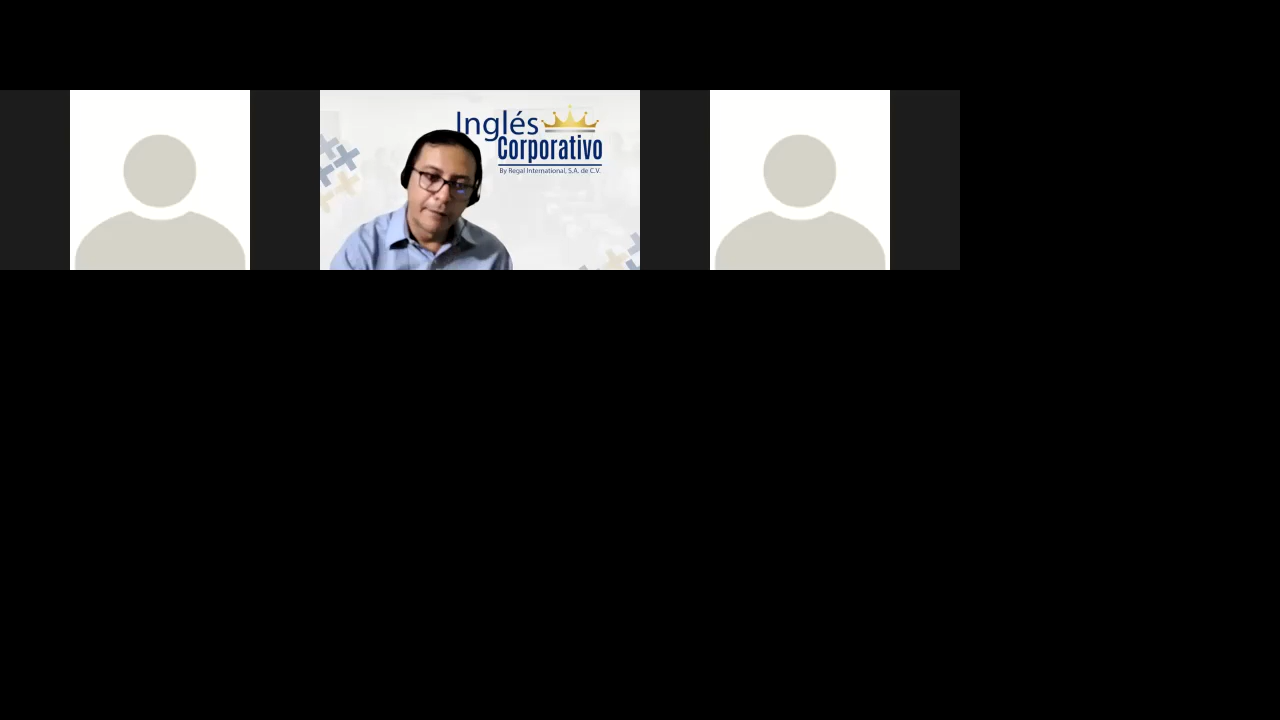 Inglés
Corporativo
By Regal International, S.A. de C.V.